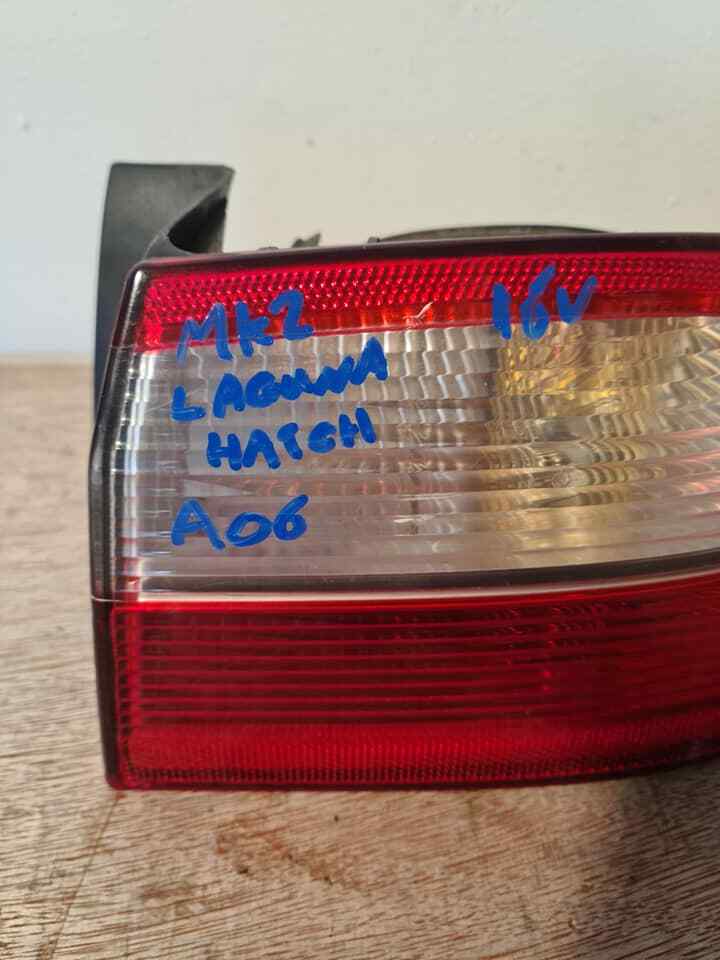 Mk2 16V
LAGUNA
HATCH
A06